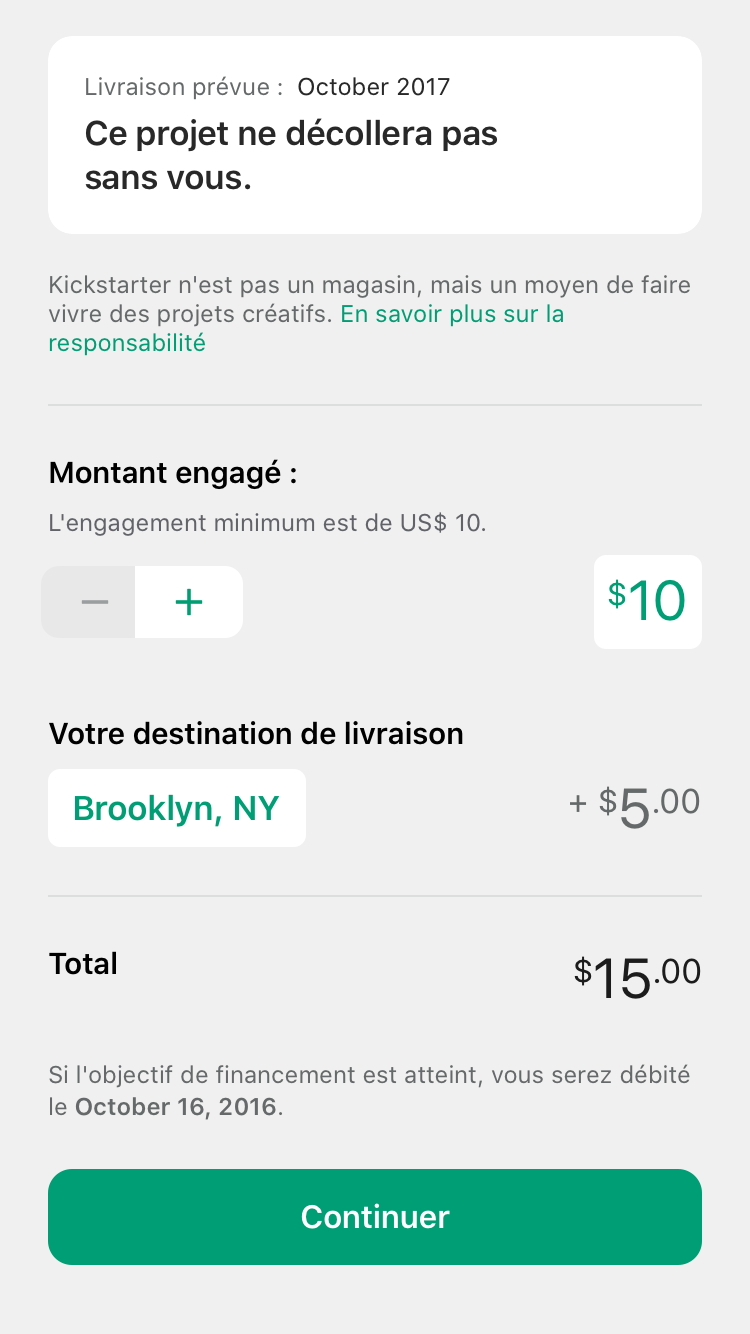 Livraison prévue : October 2017
Ce projet ne décollera pas
sans vous.
Kickstarter n'est pas un magasin, mais un moyen de faire
vivre des projets créatifs. En savoir plus sur la
responsabilité
Montant engagé :
L'engagement minimum est de US$ 10.
− +
$10
Votre destination de livraison
Brooklyn, NY
+ $5.00
Total
$15.00
Si l'objectif de financement est atteint, vous serez débité
le October 16, 2016.
Continuer